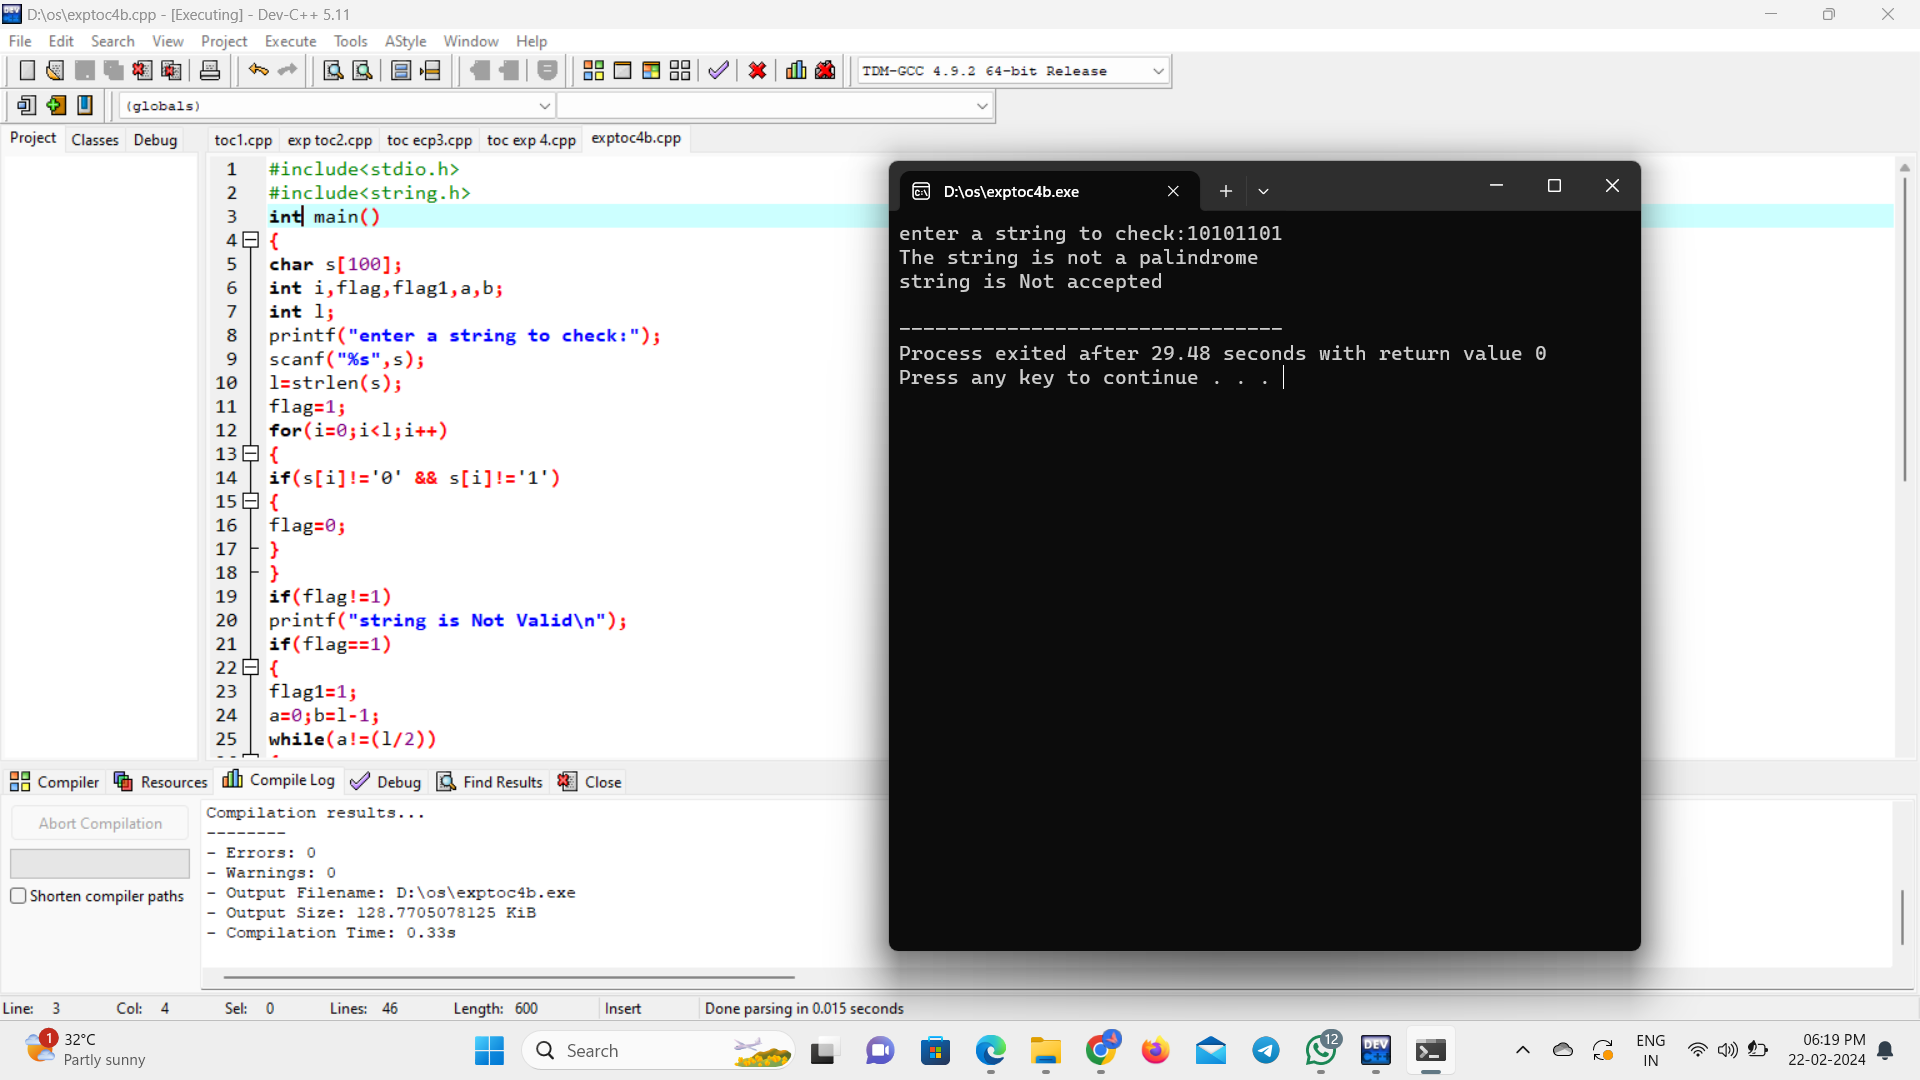 D:\os\exptoc4b.cpp - [Executing] - Dev-C++ 5.11
File Edit Search View Project Execute Tools AStyle Window Help
TDM-GCC 4.9.2 64-bit Release
(globals)
Project Classes Debug
toc1.cpp exp toc2.cpp toc ecp3.cpp toc exp 4.cpp exptoc4b.cpp
1 #include<stdio.h>
2 #include<string.h>
3 int main()
4 {
5 char s[100];
6 int i,flag,flag1,a,b;
7 int l;
8 printf("enter a string to check:");
9 scanf("%s",s);
10 l=strlen(s);
11 flag=1;
12 for(i=0;i<l;i++)
13 {
14 if(s[i]!='0' && s[i]!='1')
15 {
16 flag=0;
17 }
18 }
19 if(flag!=1)
20 printf("string is Not Valid\n");
21 if(flag==1)
22 {
23 flag1=1;
24 a=0;b=l-1;
25 while(a!=(l/2))
D:\os\exptoc4b.exe
enter a string to check:10101101
The string is not a palindrome
string is Not accepted
--------------------------------
Process exited after 29.48 seconds with return value 0
Press any key to continue . . .
Compiler Resources Compile Log Debug Find Results Close
Abort Compilation
Shorten compiler paths
Compilation results...
--------
- Errors: 0
- Warnings: 0
- Output Filename: D:\os\exptoc4b.exe
- Output Size: 128.7705078125 KiB
- Compilation Time: 0.33s
Line: 3 Col: 4 Sel: 0 Lines: 46 Length: 600 Insert Done parsing in 0.015 seconds
1
32°C
Partly sunny
Search
DEV C++
12
DEV C++
ENG
IN
06:19 PM
22-02-2024